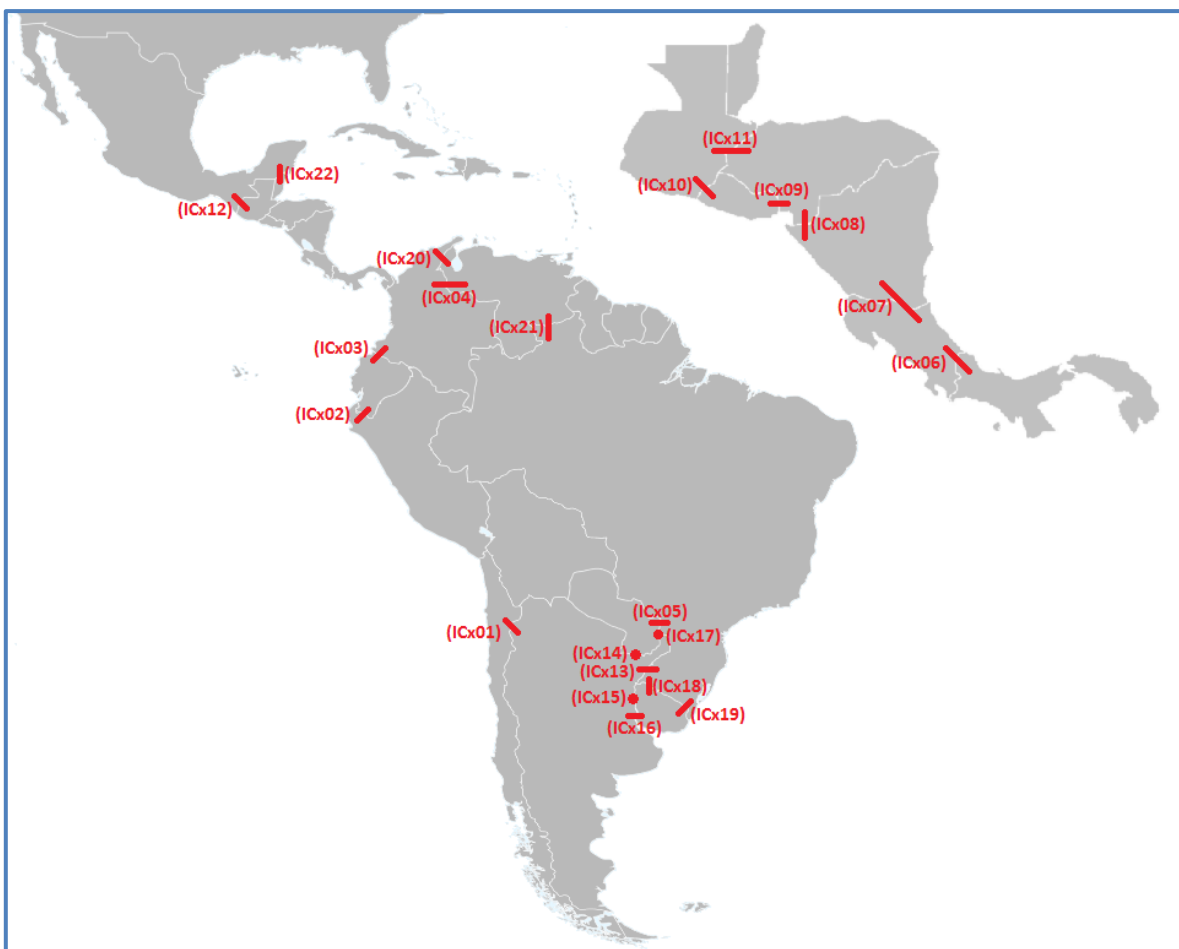 (ICx11)
(ICx22)
(ICx10)
(ICx09)
(ICx12)
(ICx08)
(ICx20)
(ICx04)
(ICx07)
(ICx21)
(ICx03)
(ICx06)
(ICx02)
(ICx05)
(ICx01)
(ICx17)
(ICx14)
(ICx13)
(ICx18)
(ICx15)
(ICx19)
(ICx16)